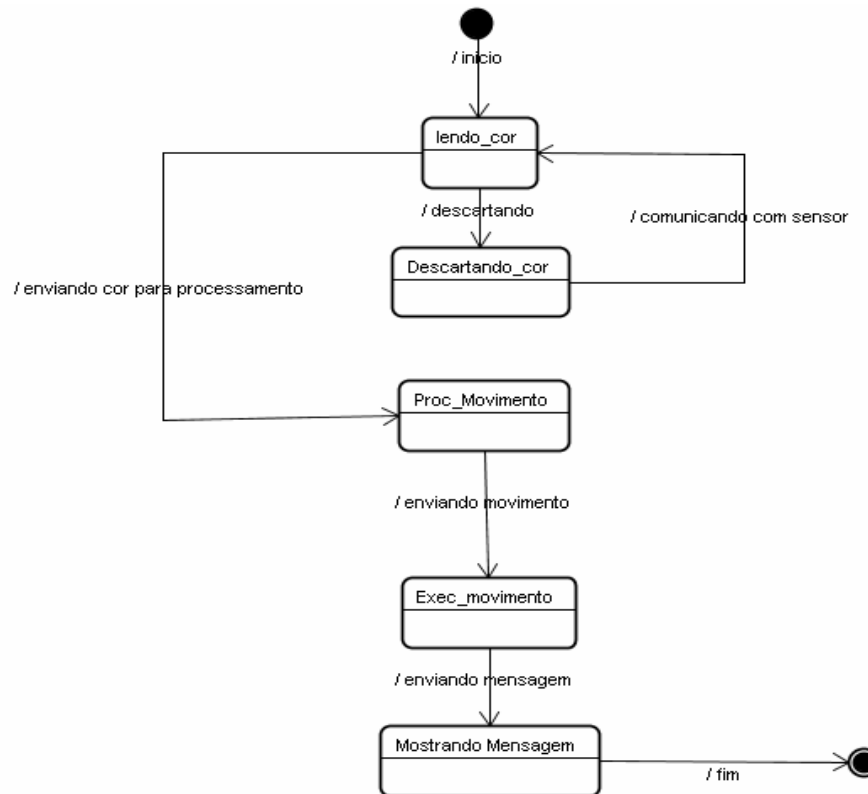 / inicio
lendo_cor
/ descartando
/ comunicando com sensor
Descartando_cor
/ enviando cor para processamento
Proc_Movimento
/ enviando movimento
Exec_movimento
/ enviando mensagem
Mostrando Mensagem
/ fim